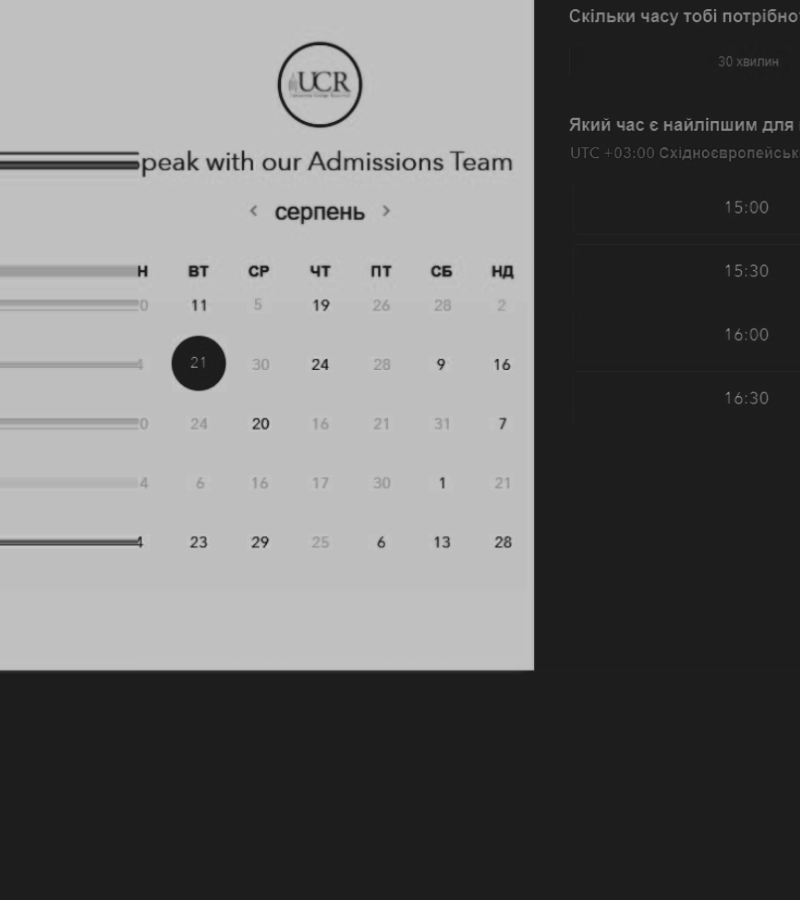 UCR
peak with our Admissions Team
< серпень >
Н ВТ СР ЧТ ПТ СБ НД
0 11 5 19 26 28 2
4 21 30 24 28 9 16
0 24 20 16 21 31 7
4 6 16 17 30 1 21
4 23 29 25 6 13 28
Скільки часу тобі потрібно
30 хвилин
Який час є найліпшим для
UTC +03:00 Східноєвропейськ
15:00
15:30
16:00
16:30